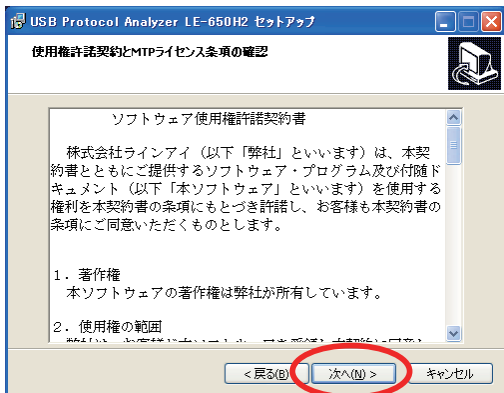 USB Protocol Analyzer LE-650H2 セットアップ
使用権許諾契約とMTPライセンス条項の確認
ソフトウェア使用権許諾契約書
株式会社ラインアイ（以下「弊社」といいます）は、本契
約書とともにご提供するソフトウェア・プログラム及び付随ド
キュメント（以下「本ソフトウェア」といいます）を使用する
権利を本契約書の条項にもとづき許諾し、お客様も本契約書の
条項にご同意いただくものとします。
1．著作権
本ソフトウェアの著作権は弊社が所有しています。
2．使用権の範囲
< 戻る(B)
次へ(N) >
キャンセル